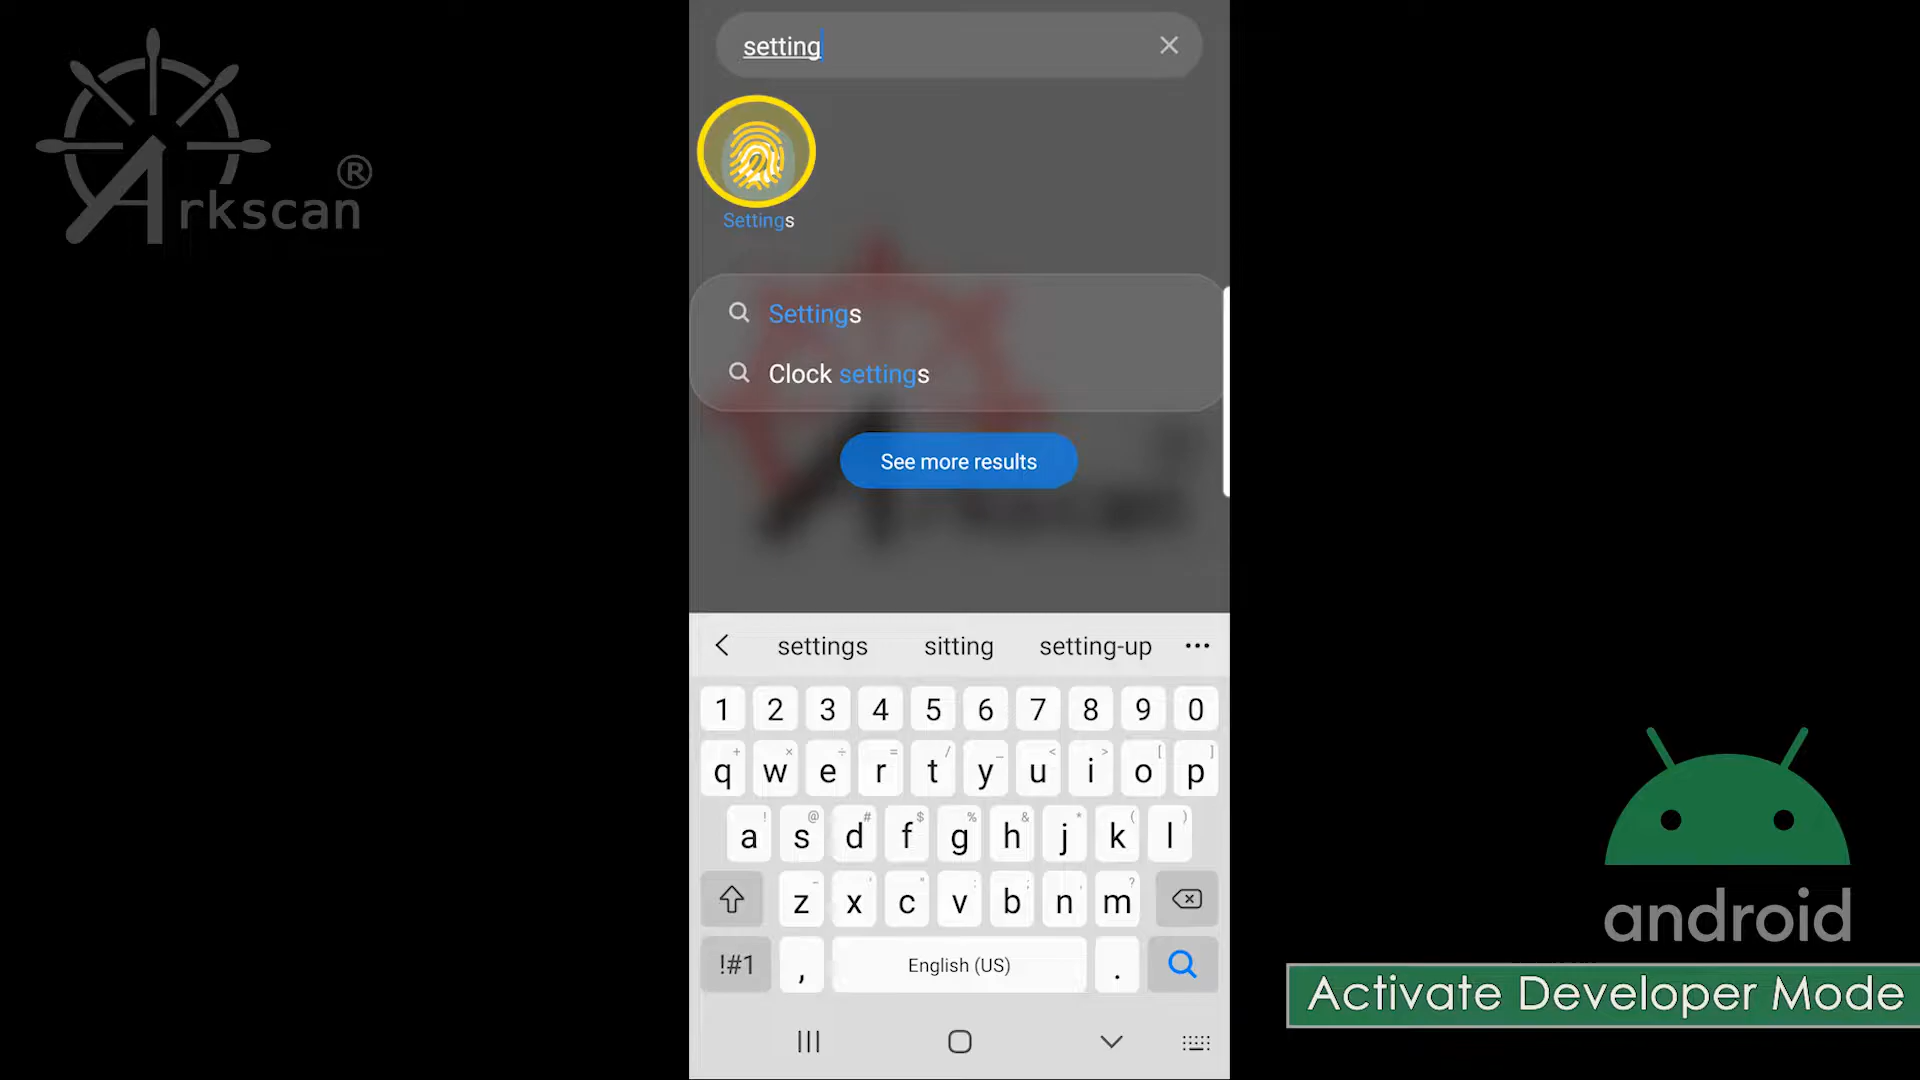 Arkscan®
setting
Settings
Settings
Clock settings
See more results
settings sitting setting-up
1 2 3 4 5 6 7 8 9 0
q w e r t y u i o p
a s d f g h j k l
z x c v b n m
!#1 , English (US) .
android
Activate Developer Mode